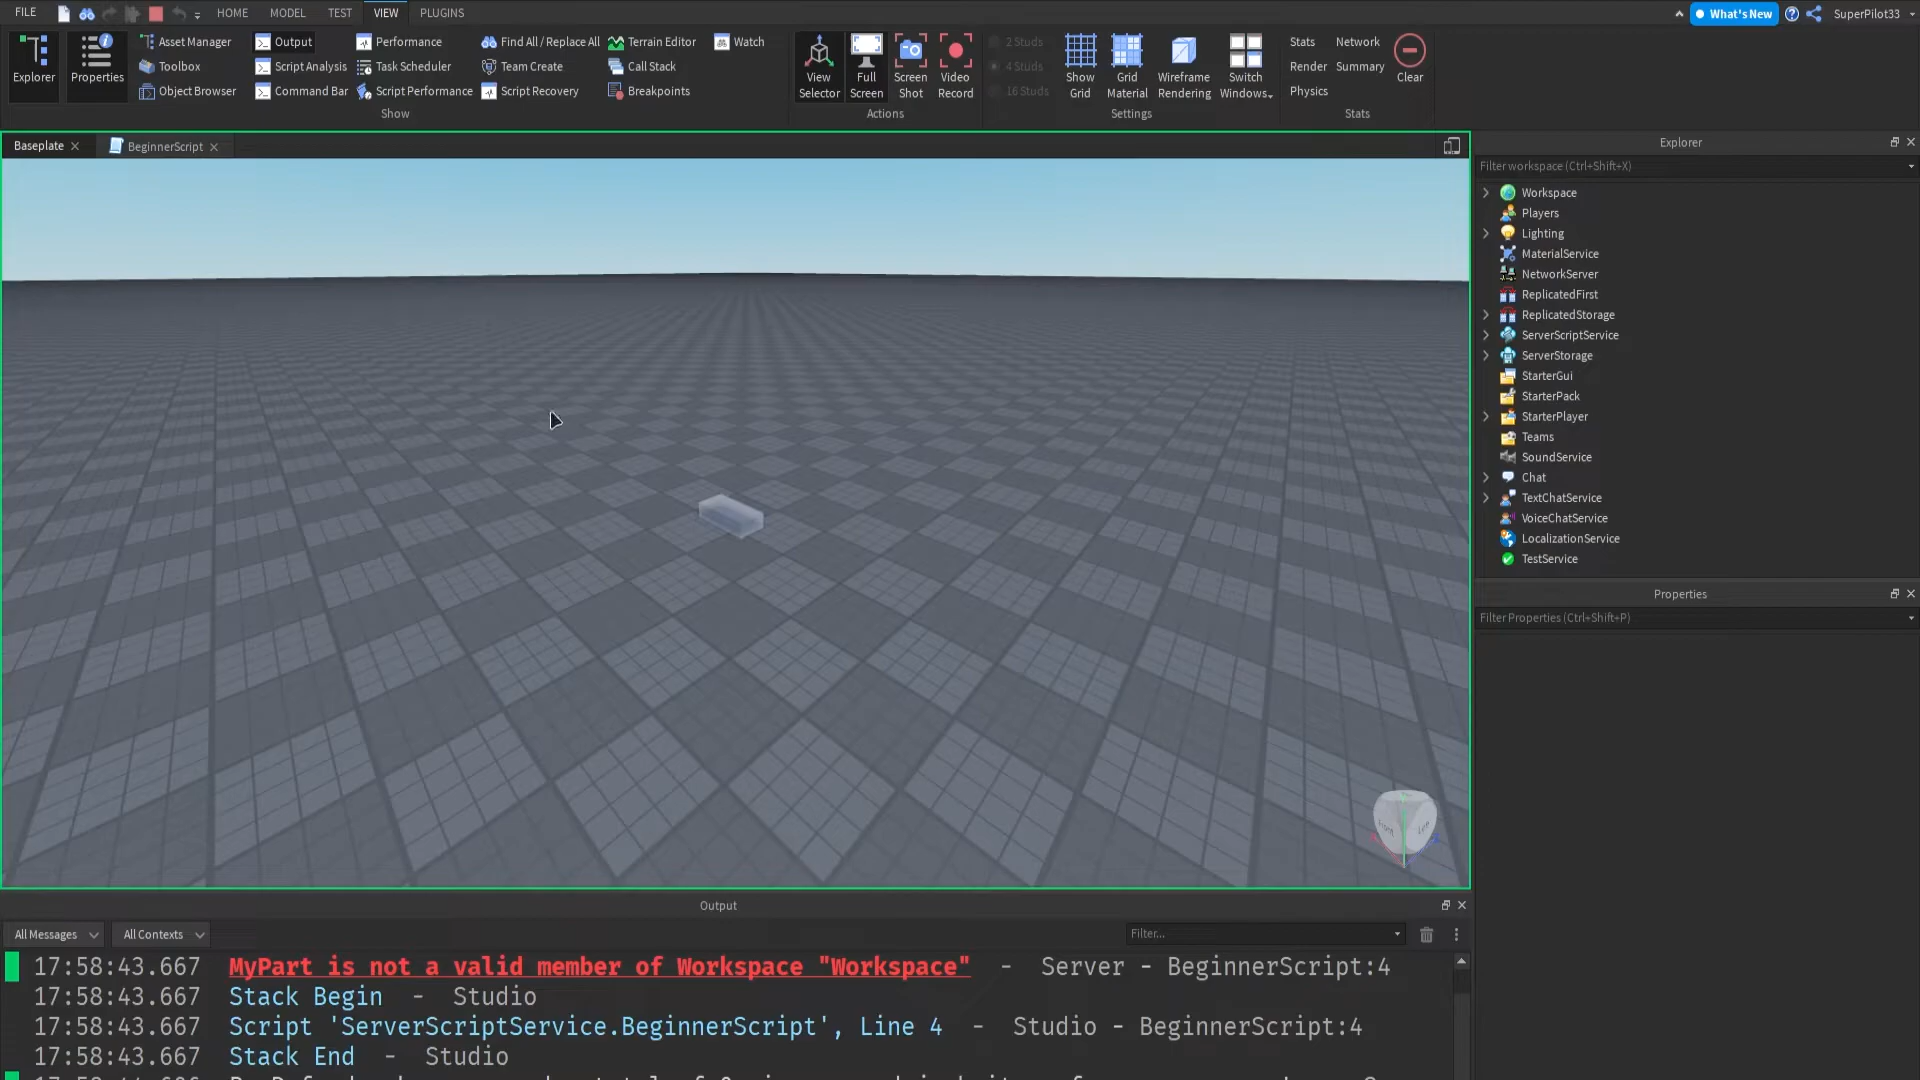 FILE HOME MODEL TEST VIEW PLUGINS What's New SuperPilot33
Explorer
Properties
Asset Manager Output Performance Find All / Replace All Terrain Editor Watch
Toolbox Script Analysis Task Scheduler Team Create Call Stack
Object Browser Command Bar Script Performance Script Recovery Breakpoints
Show
View Selector
Full Screen
Screen Shot
Video Record
Actions
2 Studs
4 Studs
16 Studs
Show Grid
Grid Material
Wireframe Rendering
Switch Windows
Settings
Stats Network
Render Summary
Physics
Clear
Stats
Baseplate BeginnerScript
Front
Explorer
Filter workspace (Ctrl+Shift+X)
Workspace
Players
Lighting
MaterialService
NetworkServer
ReplicatedFirst
ReplicatedStorage
ServerScriptService
ServerStorage
StarterGui
StarterPack
StarterPlayer
Teams
SoundService
Chat
TextChatService
VoiceChatService
LocalizationService
TestService
Properties
Filter Properties (Ctrl+Shift+P)
Output
All Messages All Contexts Filter...
17:58:43.667 MyPart is not a valid member of Workspace "Workspace" - Server - BeginnerScript:4
17:58:43.667 Stack Begin - Studio
17:58:43.667 Script 'ServerScriptService.BeginnerScript', Line 4 - Studio - BeginnerScript:4
17:58:43.667 Stack End - Studio